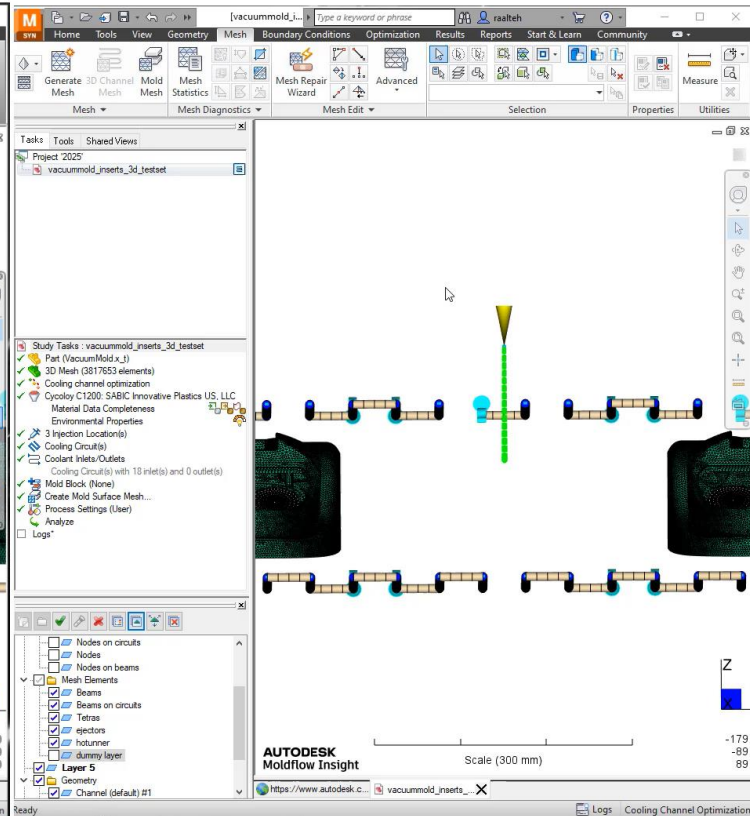 M
SYN
[vacuummold_i...
Type a keyword or phrase
raalteh
Home Tools View Geometry Mesh Boundary Conditions Optimization Results Reports Start & Learn Community
Generate Mesh
3D Channel Mesh
Mold Mesh
Mesh Statistics
Mesh Repair Wizard
Advanced
Measure
Mesh
Mesh Diagnostics
Mesh Edit
Selection
Properties
Utilities
Tasks Tools Shared Views
Project '2025'
vacuummold_inserts_3d_testset
Study Tasks : vacuummold_inserts_3d_testset
Part (VacuumMold.x_t)
3D Mesh (3817653 elements)
Cooling channel optimization
Cycoloy C1200: SABIC Innovative Plastics US, LLC
Material Data Completeness
Environmental Properties
3 Injection Location(s)
Cooling Circuit(s)
Coolant Inlets/Outlets
Cooling Circuit(s) with 18 inlet(s) and 0 outlet(s)
Mold Block (None)
Create Mold Surface Mesh...
Process Settings (User)
Analyze
Logs*
Nodes on circuits
Nodes
Nodes on beams
Mesh Elements
Beams
Beams on circuits
Tetras
ejectors
hotunner
dummy layer
Layer 5
Geometry
Channel (default) #1
Z
X
-179
-89
89
AUTODESK
Moldflow Insight
Scale (300 mm)
https://www.autodesk.c...
vacuummold_inserts_...
Ready
Logs
Cooling Channel Optimization